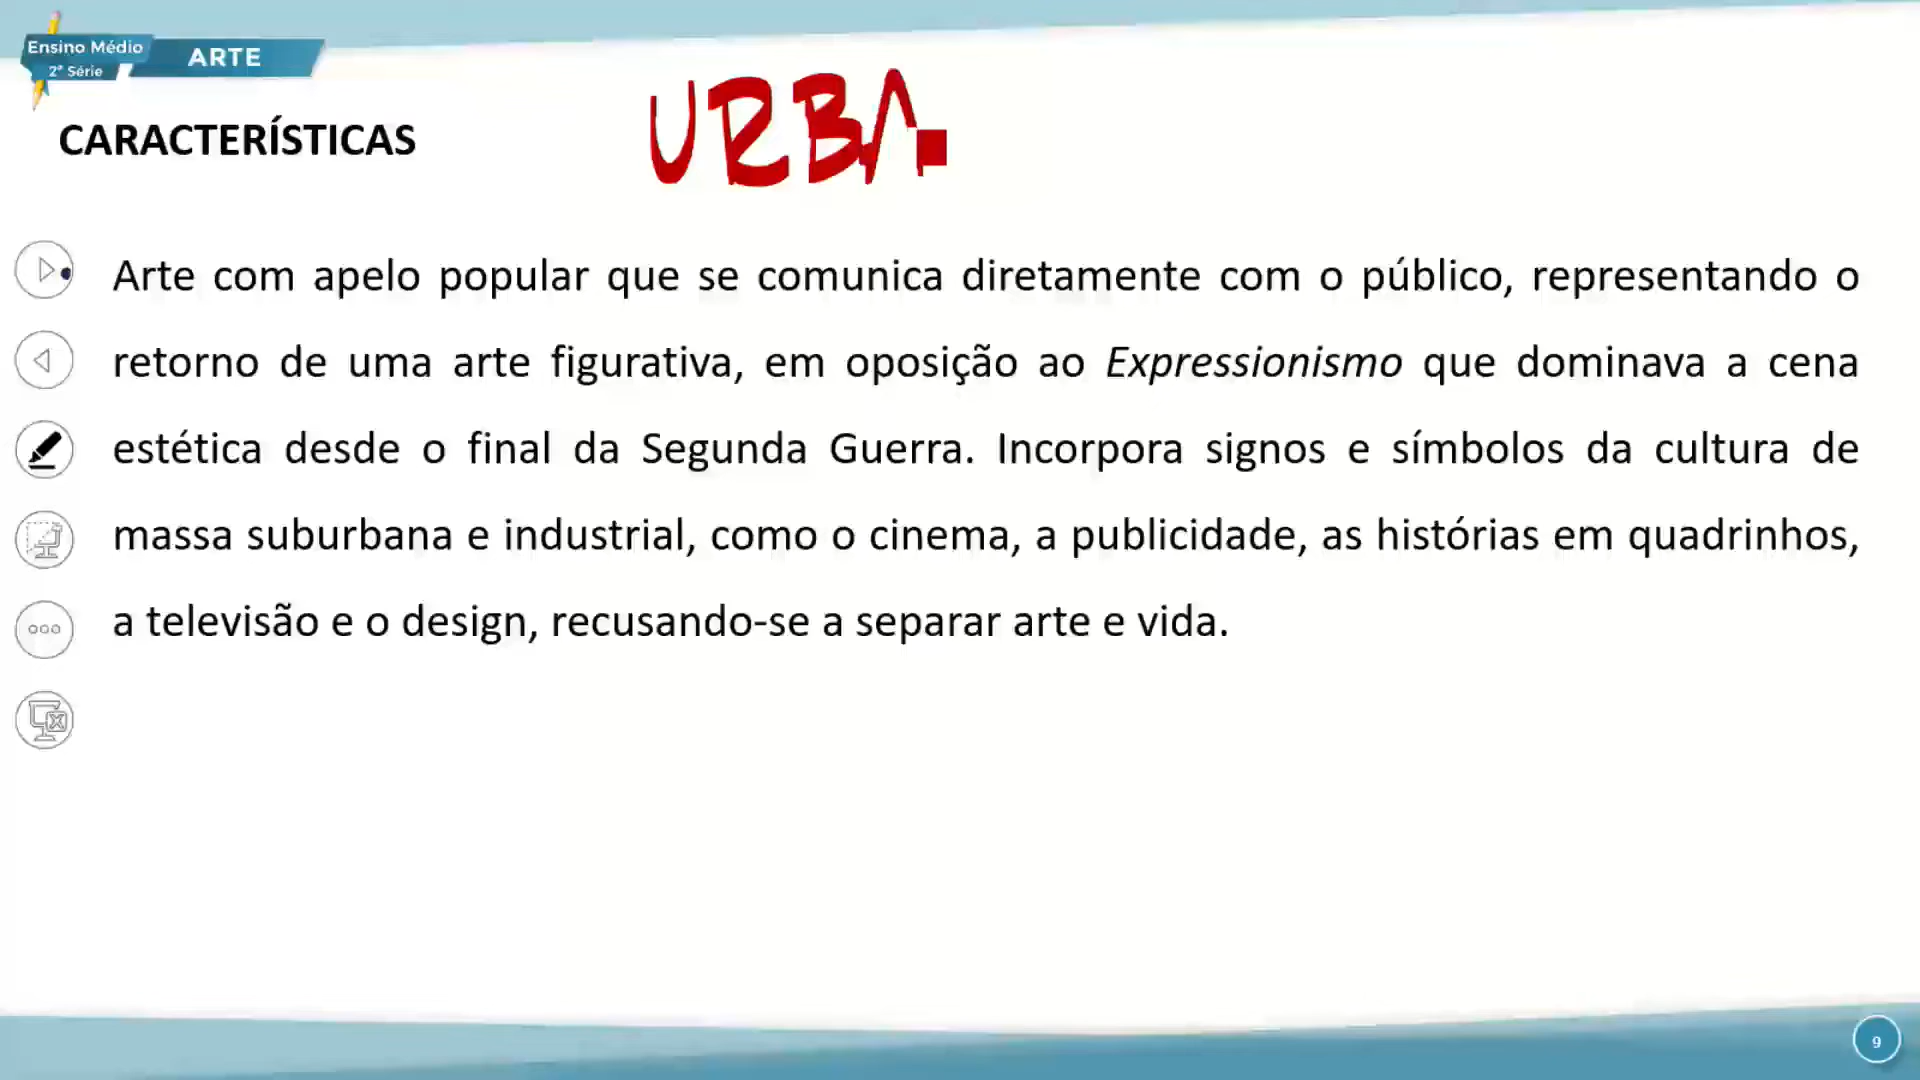 Ensino Médio
2ª Série
ARTE
URBA
CARACTERÍSTICAS
Arte com apelo popular que se comunica diretamente com o público, representando o
retorno de uma arte figurativa, em oposição ao Expressionismo que dominava a cena
estética desde o final da Segunda Guerra. Incorpora signos e símbolos da cultura de
massa suburbana e industrial, como o cinema, a publicidade, as histórias em quadrinhos,
a televisão e o design, recusando-se a separar arte e vida.
9